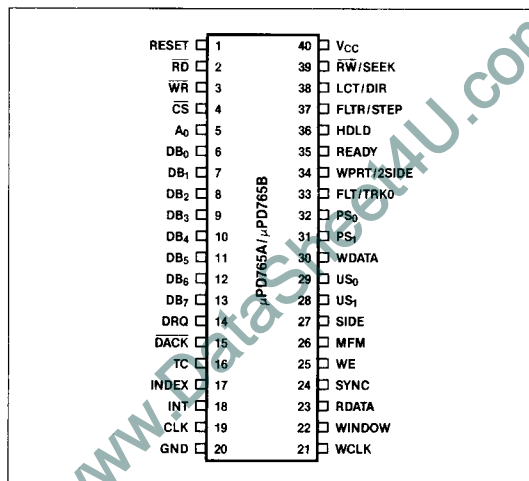 RESET 1 40 VCC
RD 2 39 RW/SEEK
WR 3 38 LCT/DIR
CS 4 37 FLTR/STEP
A0 5 36 HDLD
DB0 6 35 READY
DB1 7 34 WPRT/2SIDE
DB2 8 33 FLT/TRK0
DB3 9 32 PS0
DB4 10 31 PS1
DB5 11 30 WDATA
DB6 12 29 US0
DB7 13 28 US1
DRQ 14 27 SIDE
DACK 15 26 MFM
TC 16 25 WE
INDEX 17 24 SYNC
INT 18 23 RDATA
CLK 19 22 WINDOW
GND 20 21 WCLK
µPD765A/µPD765B
www.DataSheet4U.com